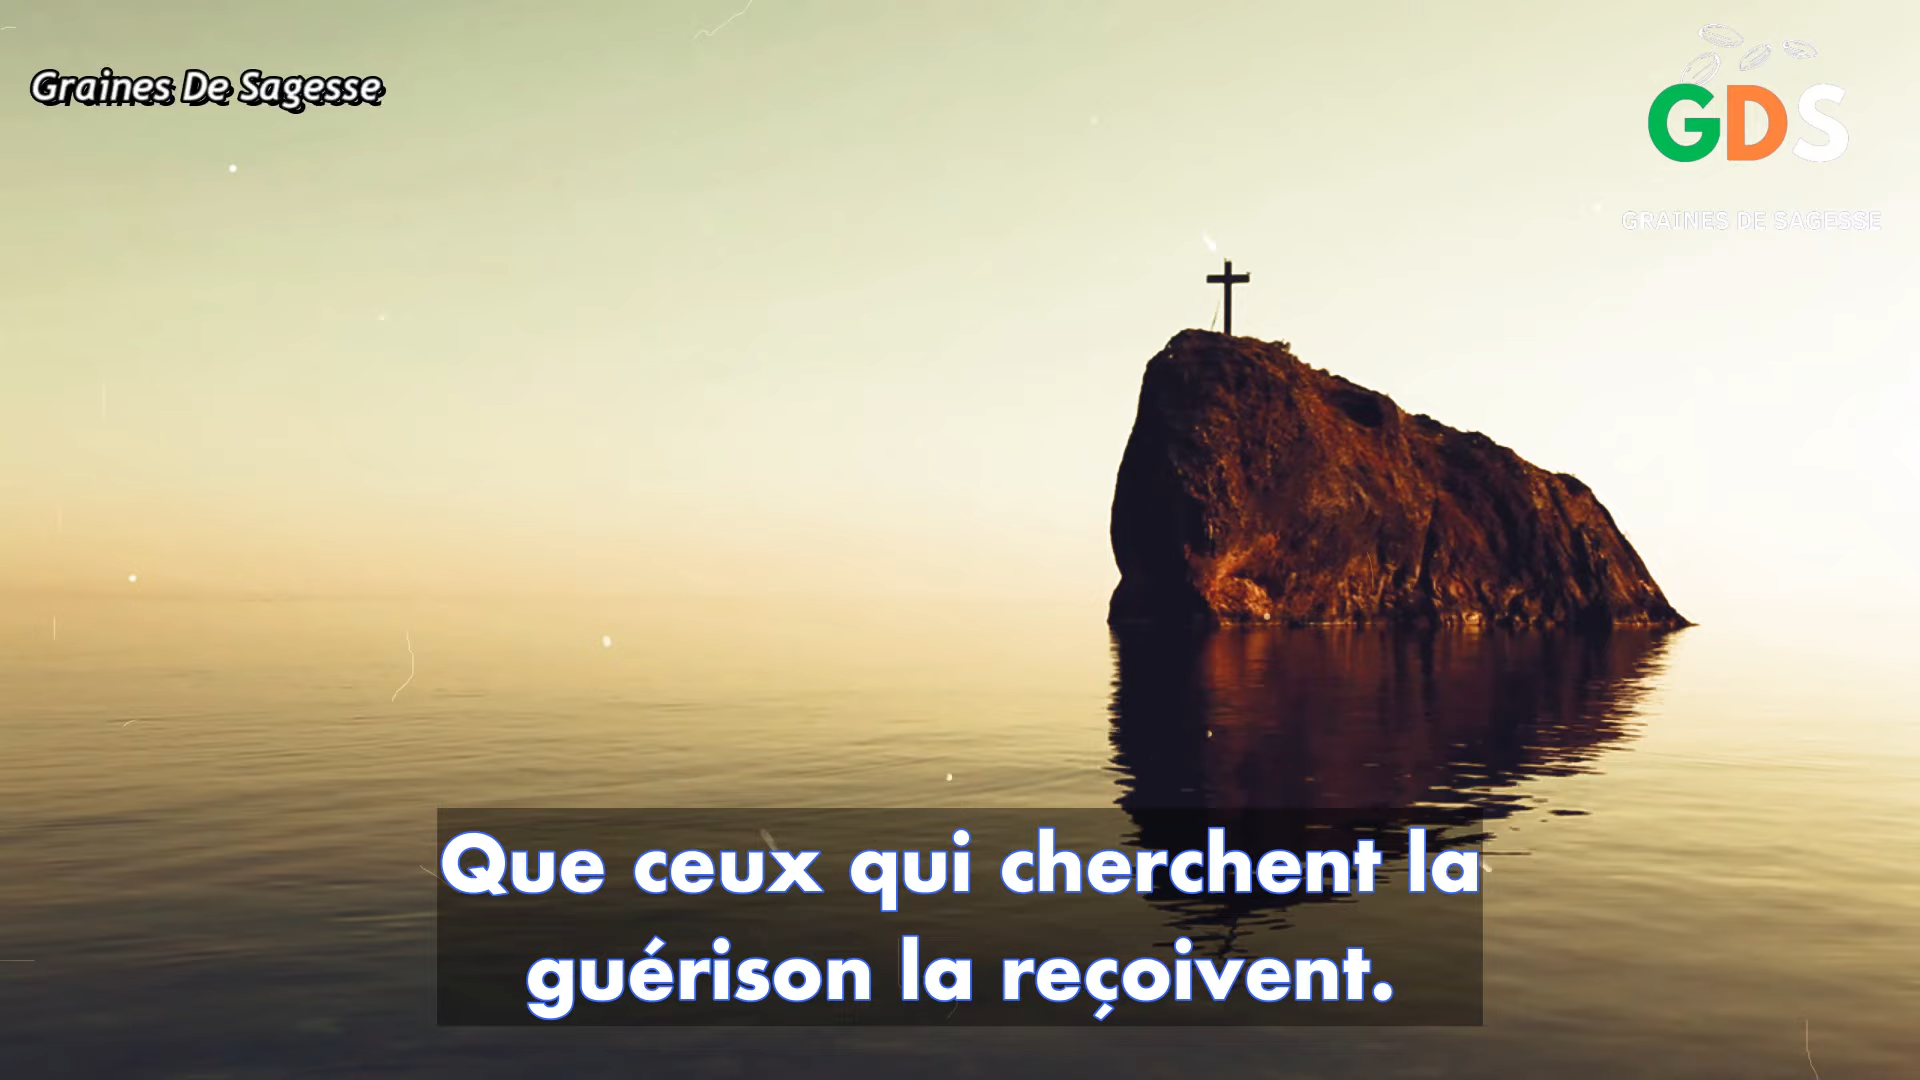 Graines De Sagesse
GDS
GRAINES DE SAGESSE
Que ceux qui cherchent la
guérison la reçoivent.